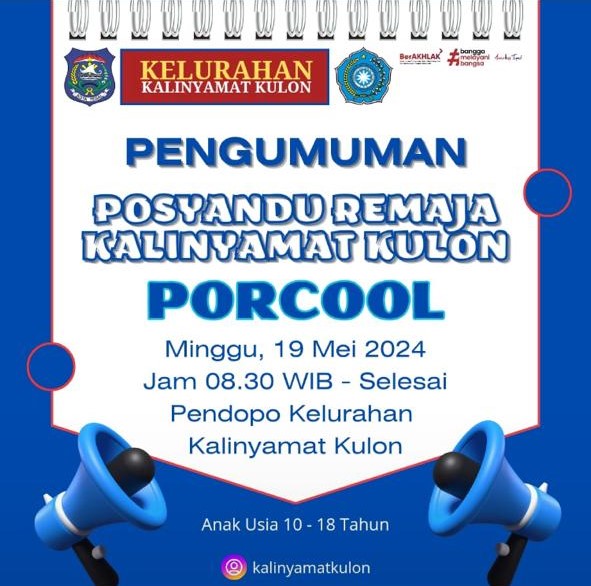 KELURAHAN
KALINYAMAT KULON
BerAKHLAK
#bangga
melayani
bangsa
PENGUMUMAN
POSYANDU REMAJA
KALINYAMAT KULON
PORCOOL
Minggu, 19 Mei 2024
Jam 08.30 WIB - Selesai
Pendopo Kelurahan
Kalinyamat Kulon
Anak Usia 10 - 18 Tahun
kalinyamatkulon